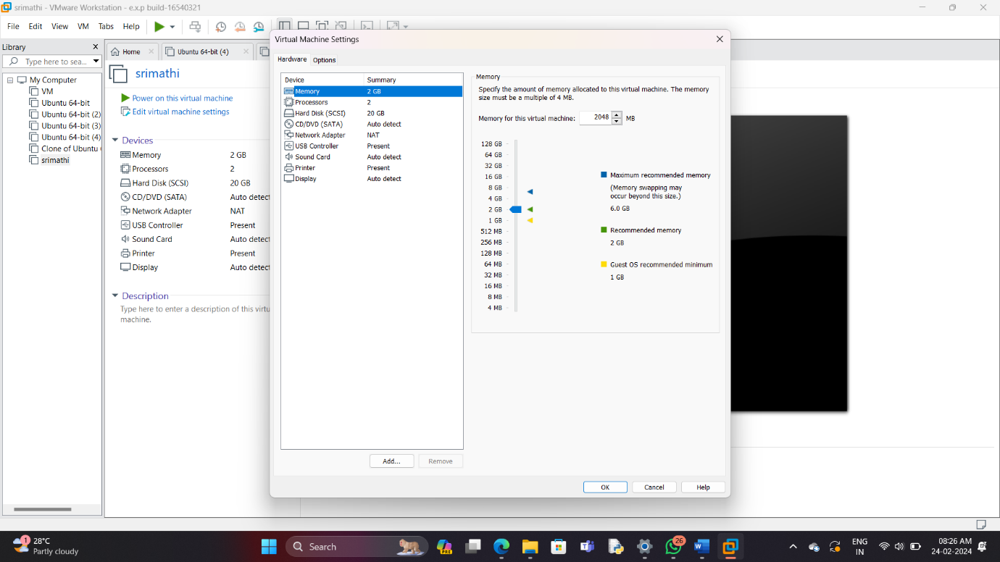 srimathi - VMware Workstation - e.x.p build-16540321
File Edit View VM Tabs Help
Library
Type here to sea...
My Computer
VM
Ubuntu 64-bit
Ubuntu 64-bit (2)
Ubuntu 64-bit (3)
Ubuntu 64-bit (4)
Clone of Ubuntu
srimathi
Home
Ubuntu 64-bit (4)
srimathi
Power on this virtual machine
Edit virtual machine settings
Devices
Memory 2 GB
Processors 2
Hard Disk (SCSI) 20 GB
CD/DVD (SATA) Auto detect
Network Adapter NAT
USB Controller Present
Sound Card Auto detect
Printer Present
Display Auto detect
Description
Type here to enter a description of this virtu
machine.
Virtual Machine Settings
Hardware Options
Device Summary
Memory 2 GB
Processors 2
Hard Disk (SCSI) 20 GB
CD/DVD (SATA) Auto detect
Network Adapter NAT
USB Controller Present
Sound Card Auto detect
Printer Present
Display Auto detect
Add... Remove
Memory
Specify the amount of memory allocated to this virtual machine. The memory
size must be a multiple of 4 MB.
Memory for this virtual machine: 2048 MB
128 GB
64 GB
32 GB
16 GB
8 GB
4 GB
2 GB
1 GB
512 MB
256 MB
128 MB
64 MB
32 MB
16 MB
8 MB
4 MB
Maximum recommended memory
(Memory swapping may
occur beyond this size.)
6.0 GB
Recommended memory
2 GB
Guest OS recommended minimum
1 GB
OK Cancel Help
1
28°C
Partly cloudy
Search
PRE
26
ENG
IN
08:26 AM
24-02-2024